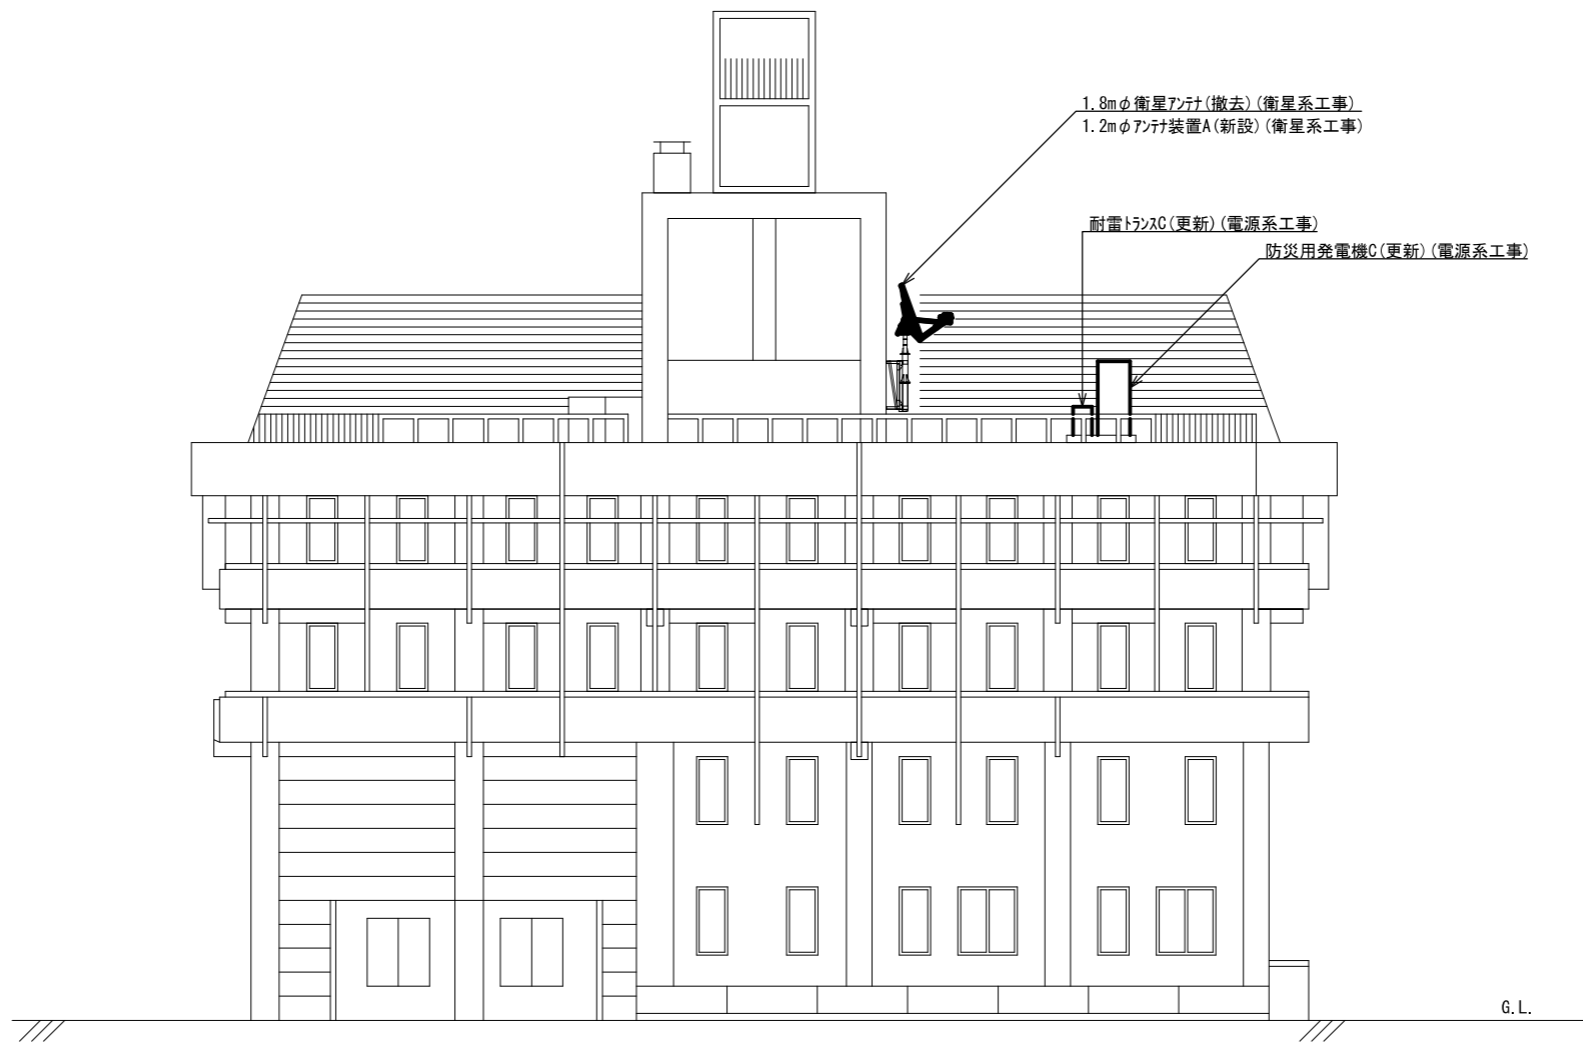 1.8mφ衛星ｱﾝﾃﾅ(撤去)(衛星系工事)
1.2mφｱﾝﾃﾅ装置A(新設)(衛星系工事)
耐雷ﾄﾗﾝｽC(更新)(電源系工事)
防災用発電機C(更新)(電源系工事)
G.L.